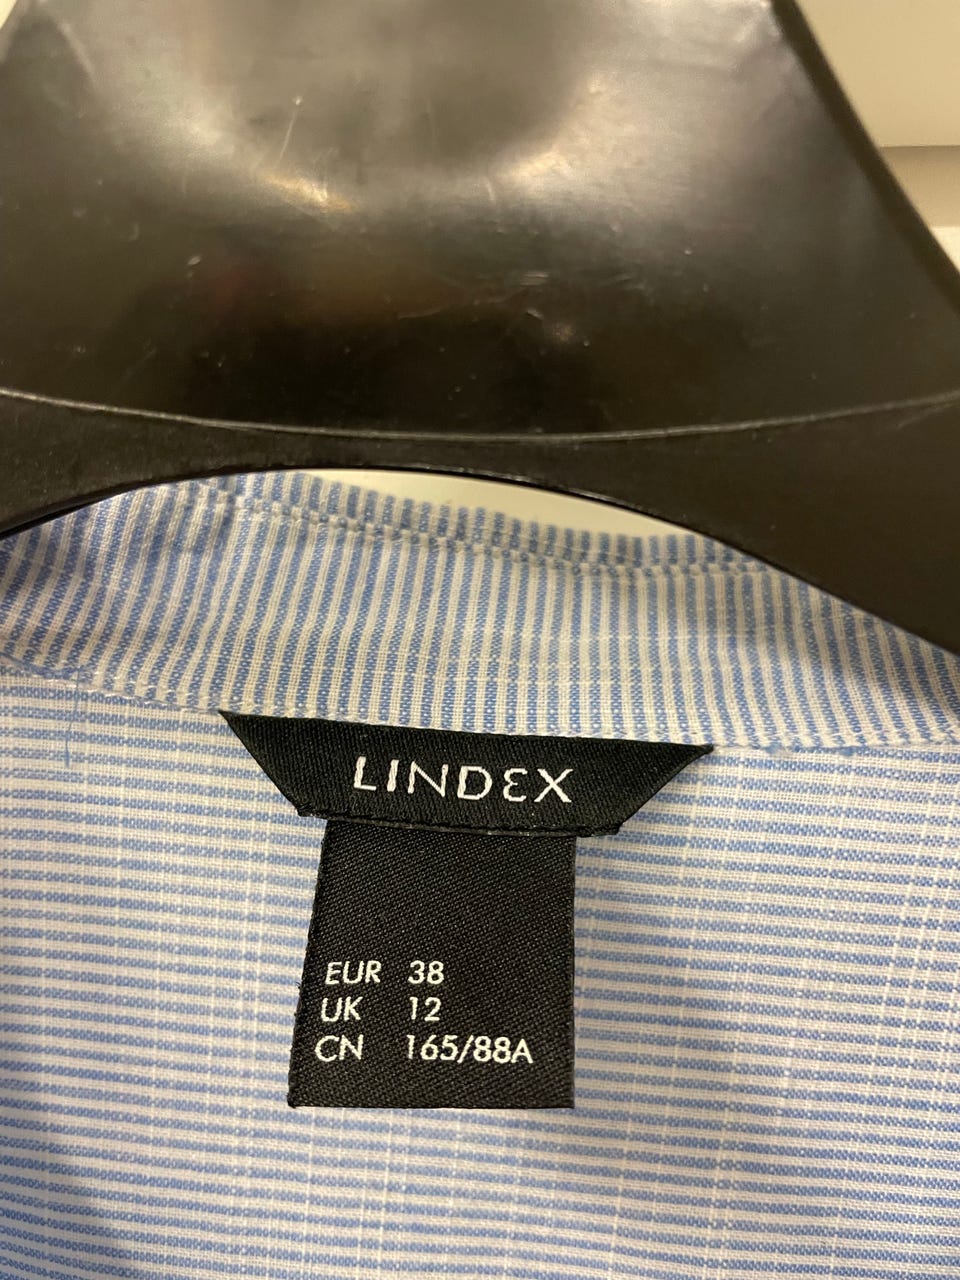 LINDEX
EUR 38
UK 12
CN 165/88A